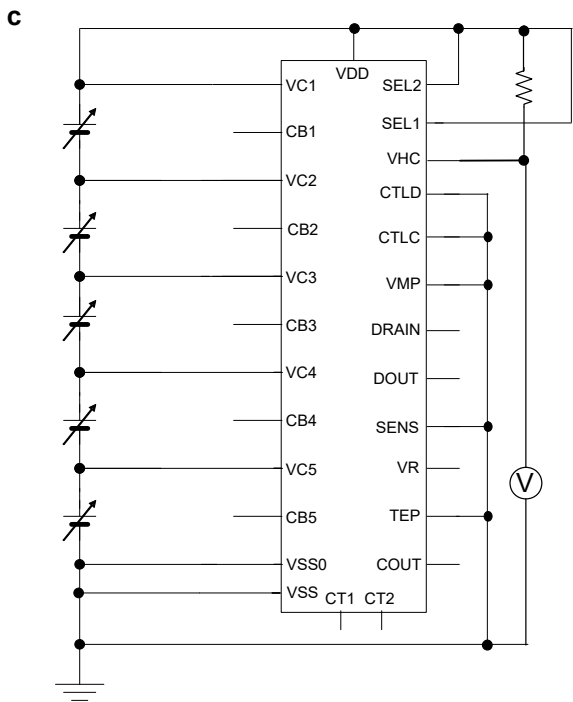 c
VDD
VC1
SEL2
CB1
SEL1
VHC
VC2
CTLD
CB2
CTLC
VC3
VMP
CB3
DRAIN
VC4
DOUT
CB4
SENS
VC5
VR
V
CB5
TEP
VSS0
COUT
VSS
CT1 CT2